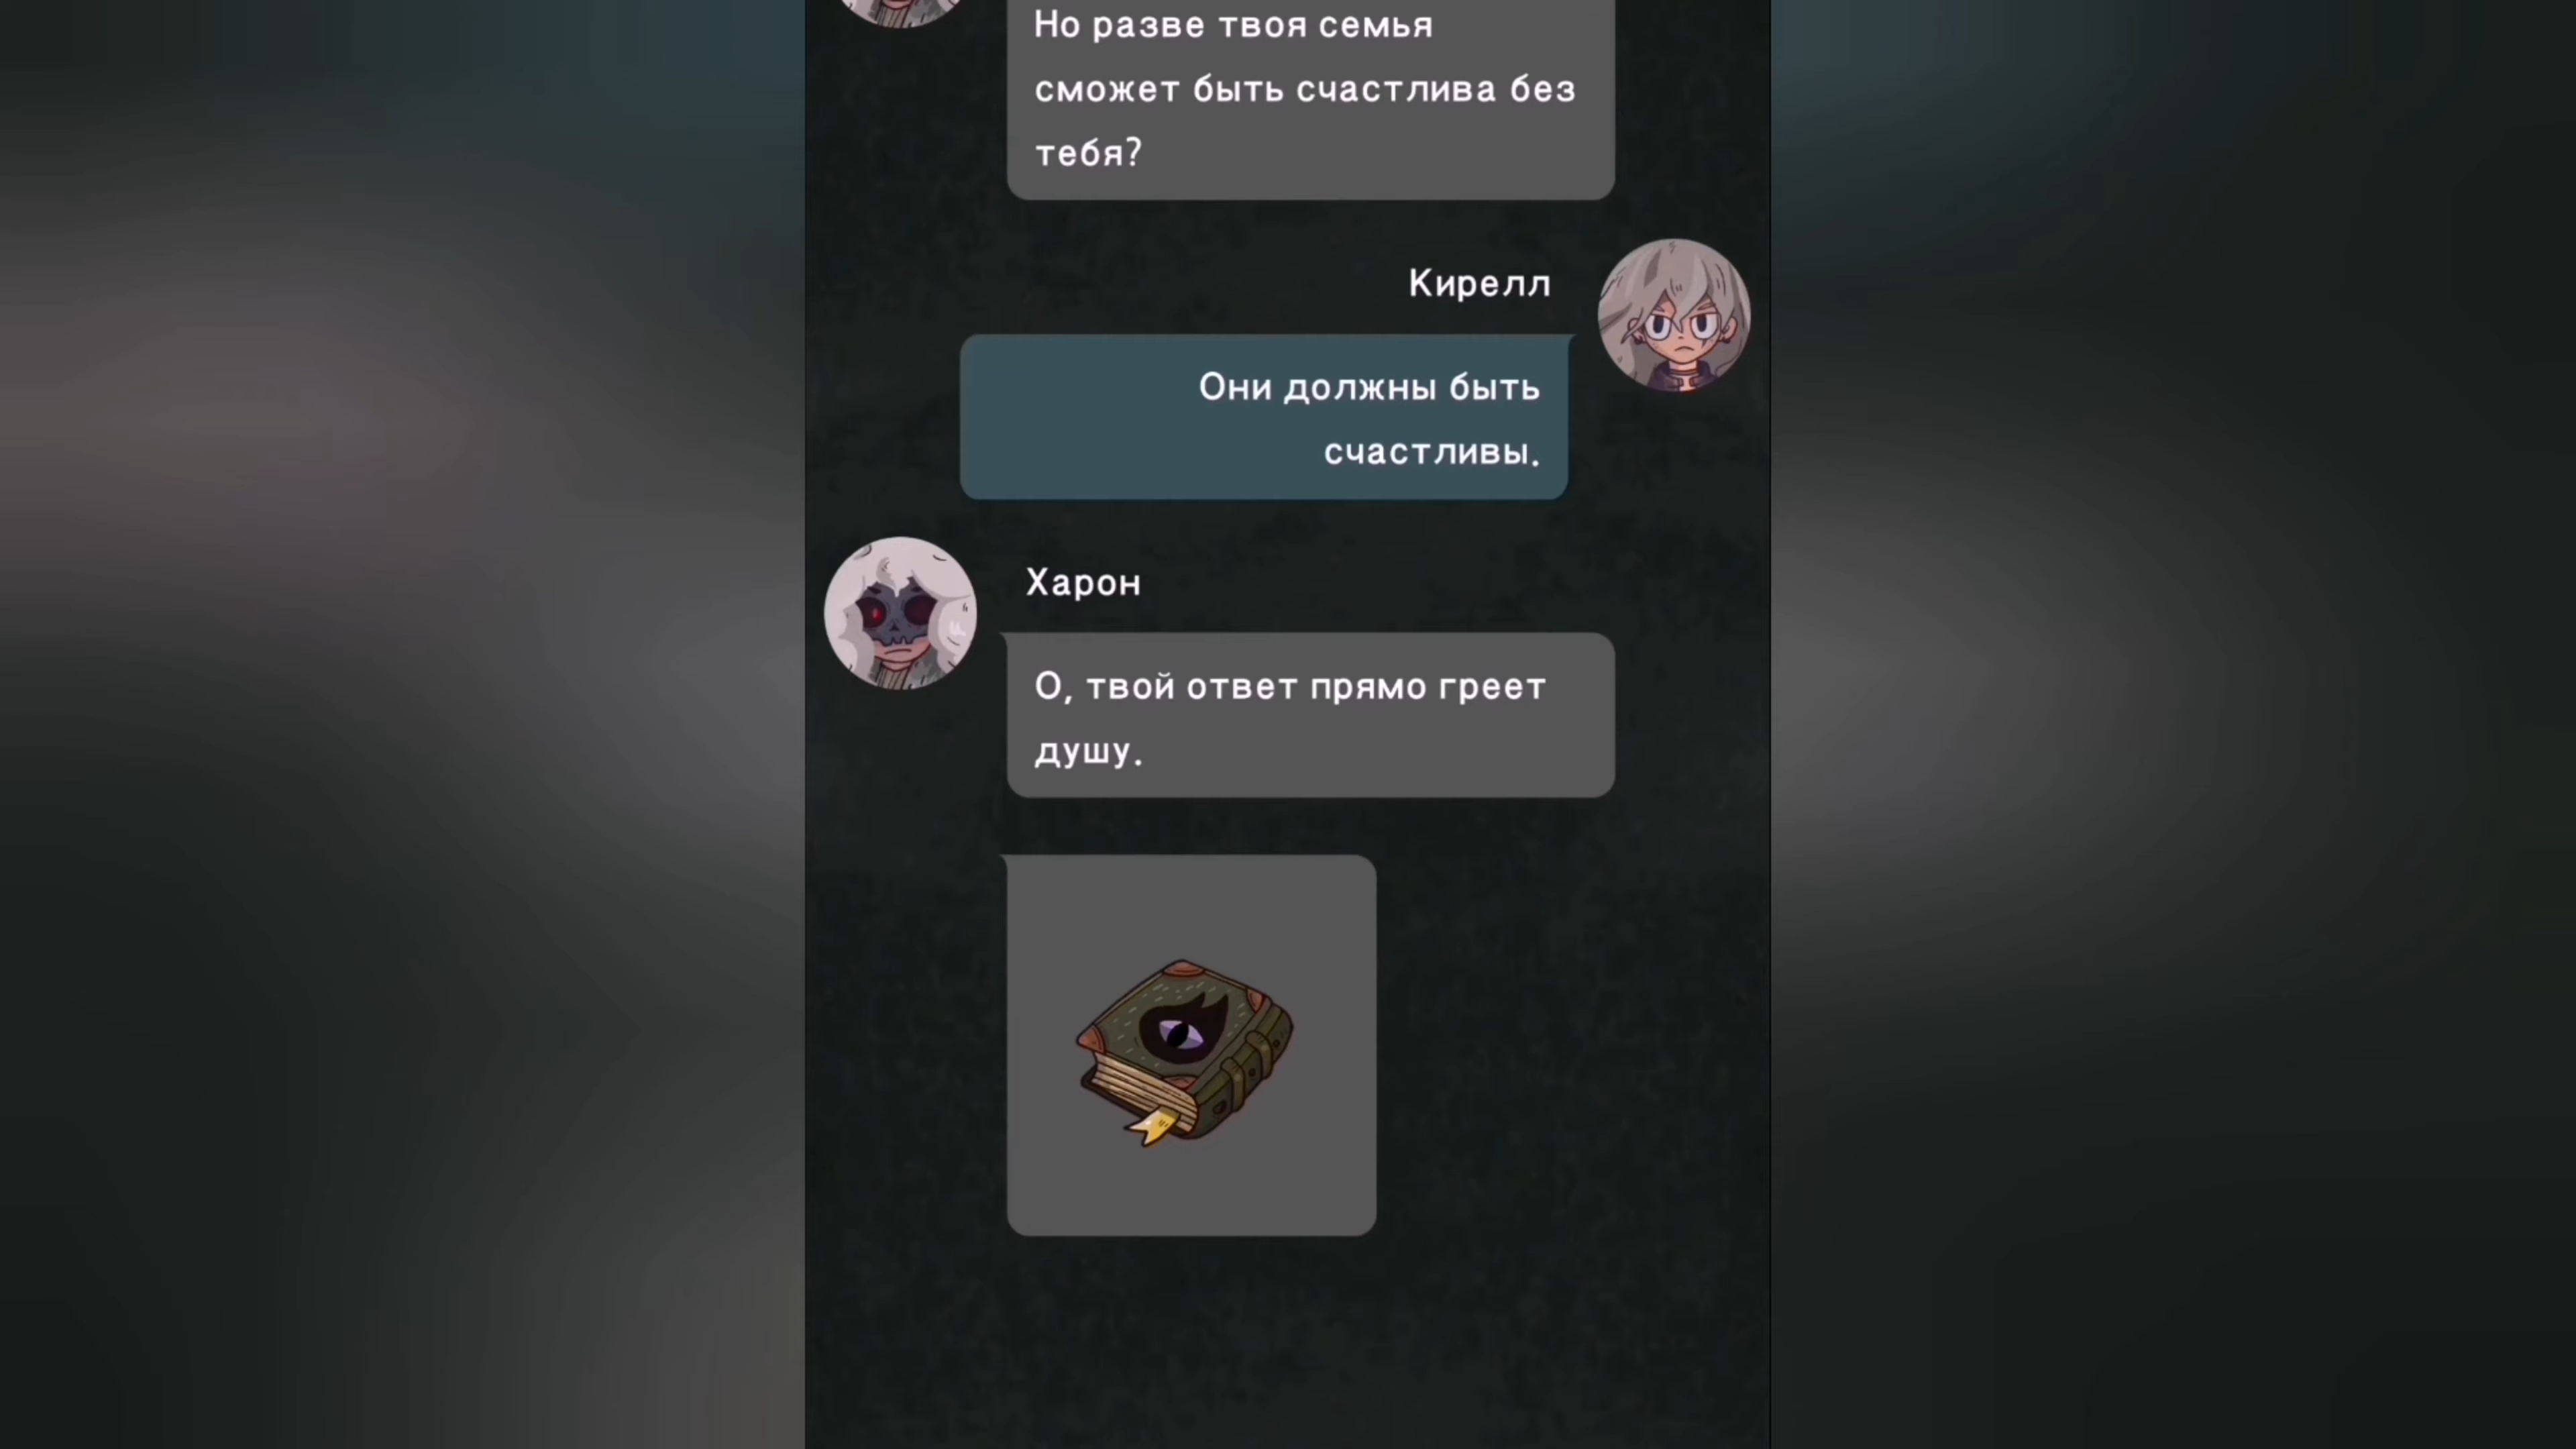 Но разве твоя семья
сможет быть счастлива без
тебя?
Кирелл
Они должны быть
счастливы.
Харон
О, твой ответ прямо греет
душу.